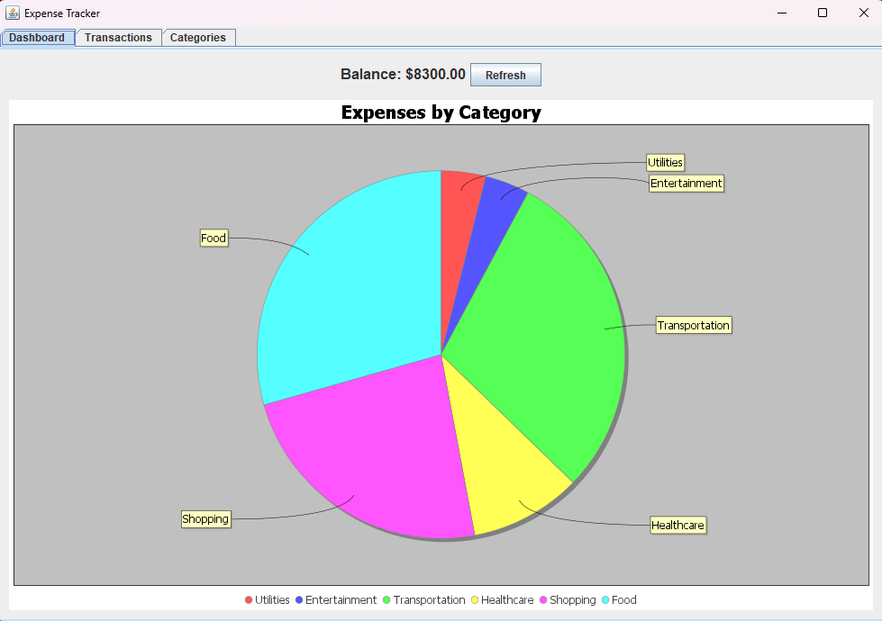 Expense Tracker
Dashboard Transactions Categories
Balance: $8300.00 Refresh
Expenses by Category
Utilities
Entertainment
Food
Transportation
Shopping
Healthcare
Utilities Entertainment Transportation Healthcare Shopping Food